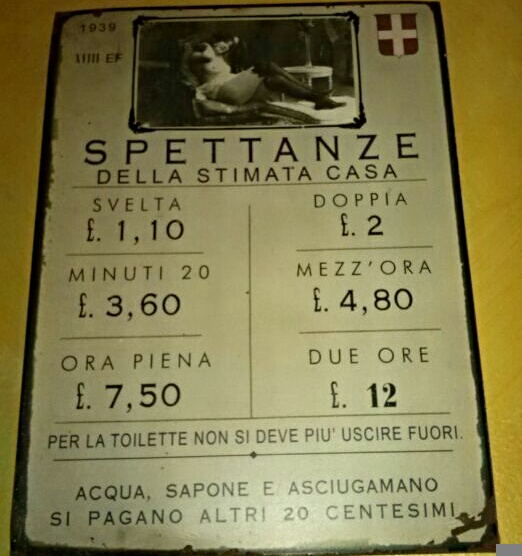 1939
EF
SPETTANZE
DELLA STIMATA CASA
SVELTA
£. 1,10
DOPPIA
£. 2
MINUTI 20
£. 3,60
MEZZ'ORA
£. 4,80
ORA PIENA
£. 7,50
DUE ORE
£. 12
PER LA TOILETTE NON SI DEVE PIU' USCIRE FUORI.
ACQUA, SAPONE E ASCIUGAMANO
SI PAGANO ALTRI 20 CENTESIMI